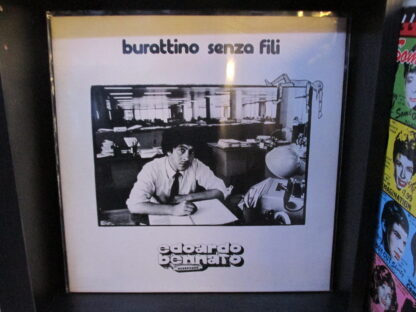 burattino senza fili
edoardo
bennato